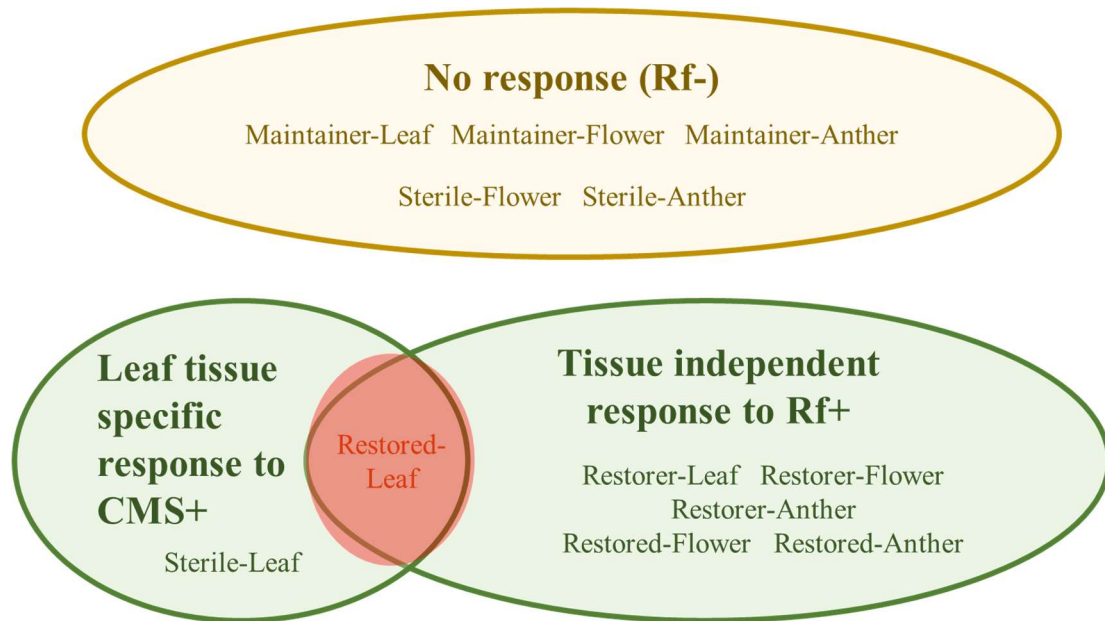 No response (Rf-)
Maintainer-Leaf Maintainer-Flower Maintainer-Anther
Sterile-Flower Sterile-Anther
Leaf tissue
specific
response to
CMS+
Sterile-Leaf
Restored-
Leaf
Tissue independent
response to Rf+
Restorer-Leaf Restorer-Flower
Restorer-Anther
Restored-Flower Restored-Anther